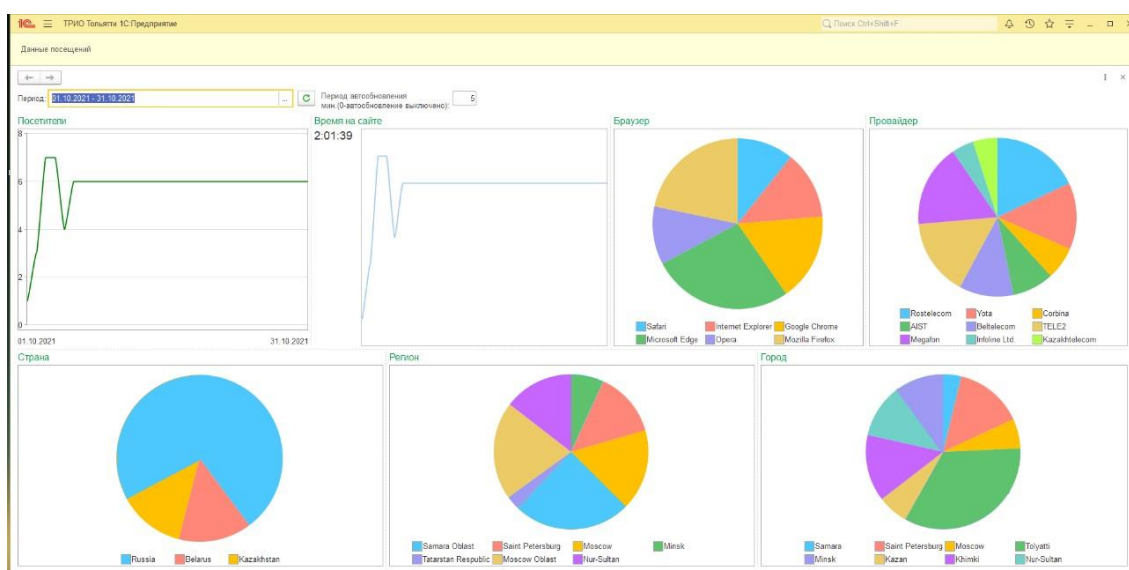 1С ТРИО Тольятти 1С:Предприятие
Поиск Ctrl+Shift+F
Данные посещений
Период: 01.10.2021 - 31.10.2021 ...
Период автообновления
мин.(0-автообновление выключено): 5
Посетители
8
6
4
2
0
01.10.2021 31.10.2021
Время на сайте
2:01:39
Браузер
Safari Internet Explorer Google Chrome
Microsoft Edge Opera Mozilla Firefox
Провайдер
Rostelecom Yota Corbina
AIST Beltelecom TELE2
Megafon Infoline Ltd. Kazakhtelecom
Страна
Russia Belarus Kazakhstan
Регион
Samara Oblast Saint Petersburg Moscow Minsk
Tatarstan Respublic Moscow Oblast Nur-Sultan
Город
Samara Saint Petersburg Moscow Tolyatti
Minsk Kazan Khimki Nur-Sultan